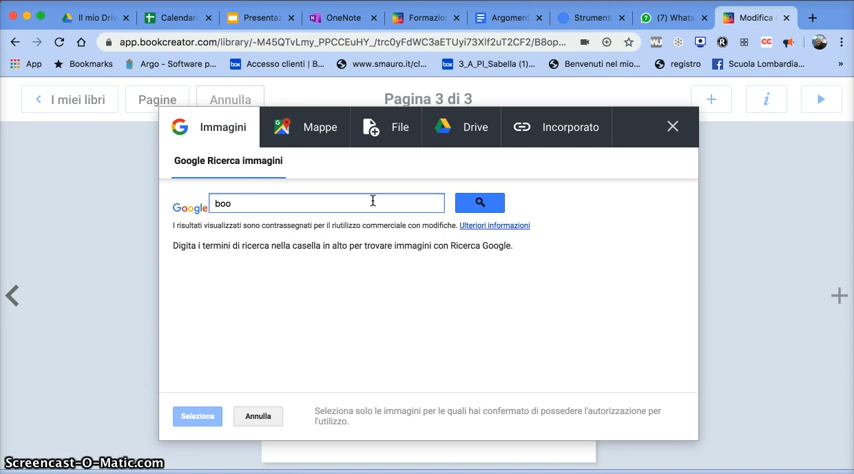 Il mio Driv
Calendari
Presentaz
OneNote
Formazio
Argoment
Strument
Whats
Modifica
app.bookcreator.com/library/-M45QTvLmy_PPCCEuHY_/trc0yFdWC3aETUyi73Xlf2uT2CF2/B8op...
App
Bookmarks
Argo - Software p...
box
Accesso clienti | B...
www.smauro.it/cl...
box
3_A_PI_Sabella (1)...
Benvenuti nel mio...
registro
Scuola Lombardia...
»
I miei libri
Pagine
Annulla
Pagina 3 di 3
Immagini
Mappe
File
Drive
Incorporato
Google Ricerca immagini
Google
boo
I risultati visualizzati sono contrassegnati per il riutilizzo commerciale con modifiche. Ulteriori informazioni
Digita i termini di ricerca nella casella in alto per trovare immagini con Ricerca Google.
Seleziona
Annulla
Seleziona solo le immagini per le quali hai confermato di possedere l'autorizzazione per
l'utilizzo.
Screencast-O-Matic.com